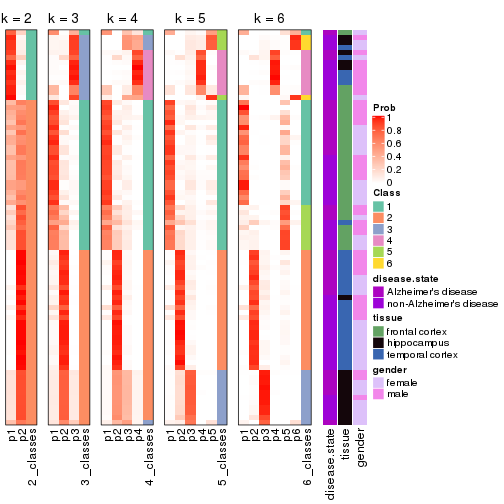 k = 2 k = 3 k = 4 k = 5 k = 6
Prob
1
0.8
0.6
0.4
0.2
0
Class
1
2
3
4
5
6
disease.state
Alzheimer's disease
non-Alzheimer's disease
tissue
frontal cortex
hippocampus
temporal cortex
gender
female
male
p1 p2 2_classes p1 p2 p3 3_classes p1 p2 p3 p4 4_classes p1 p2 p3 p4 p5 5_classes p1 p2 p3 p4 p5 p6 6_classes disease.state tissue gender